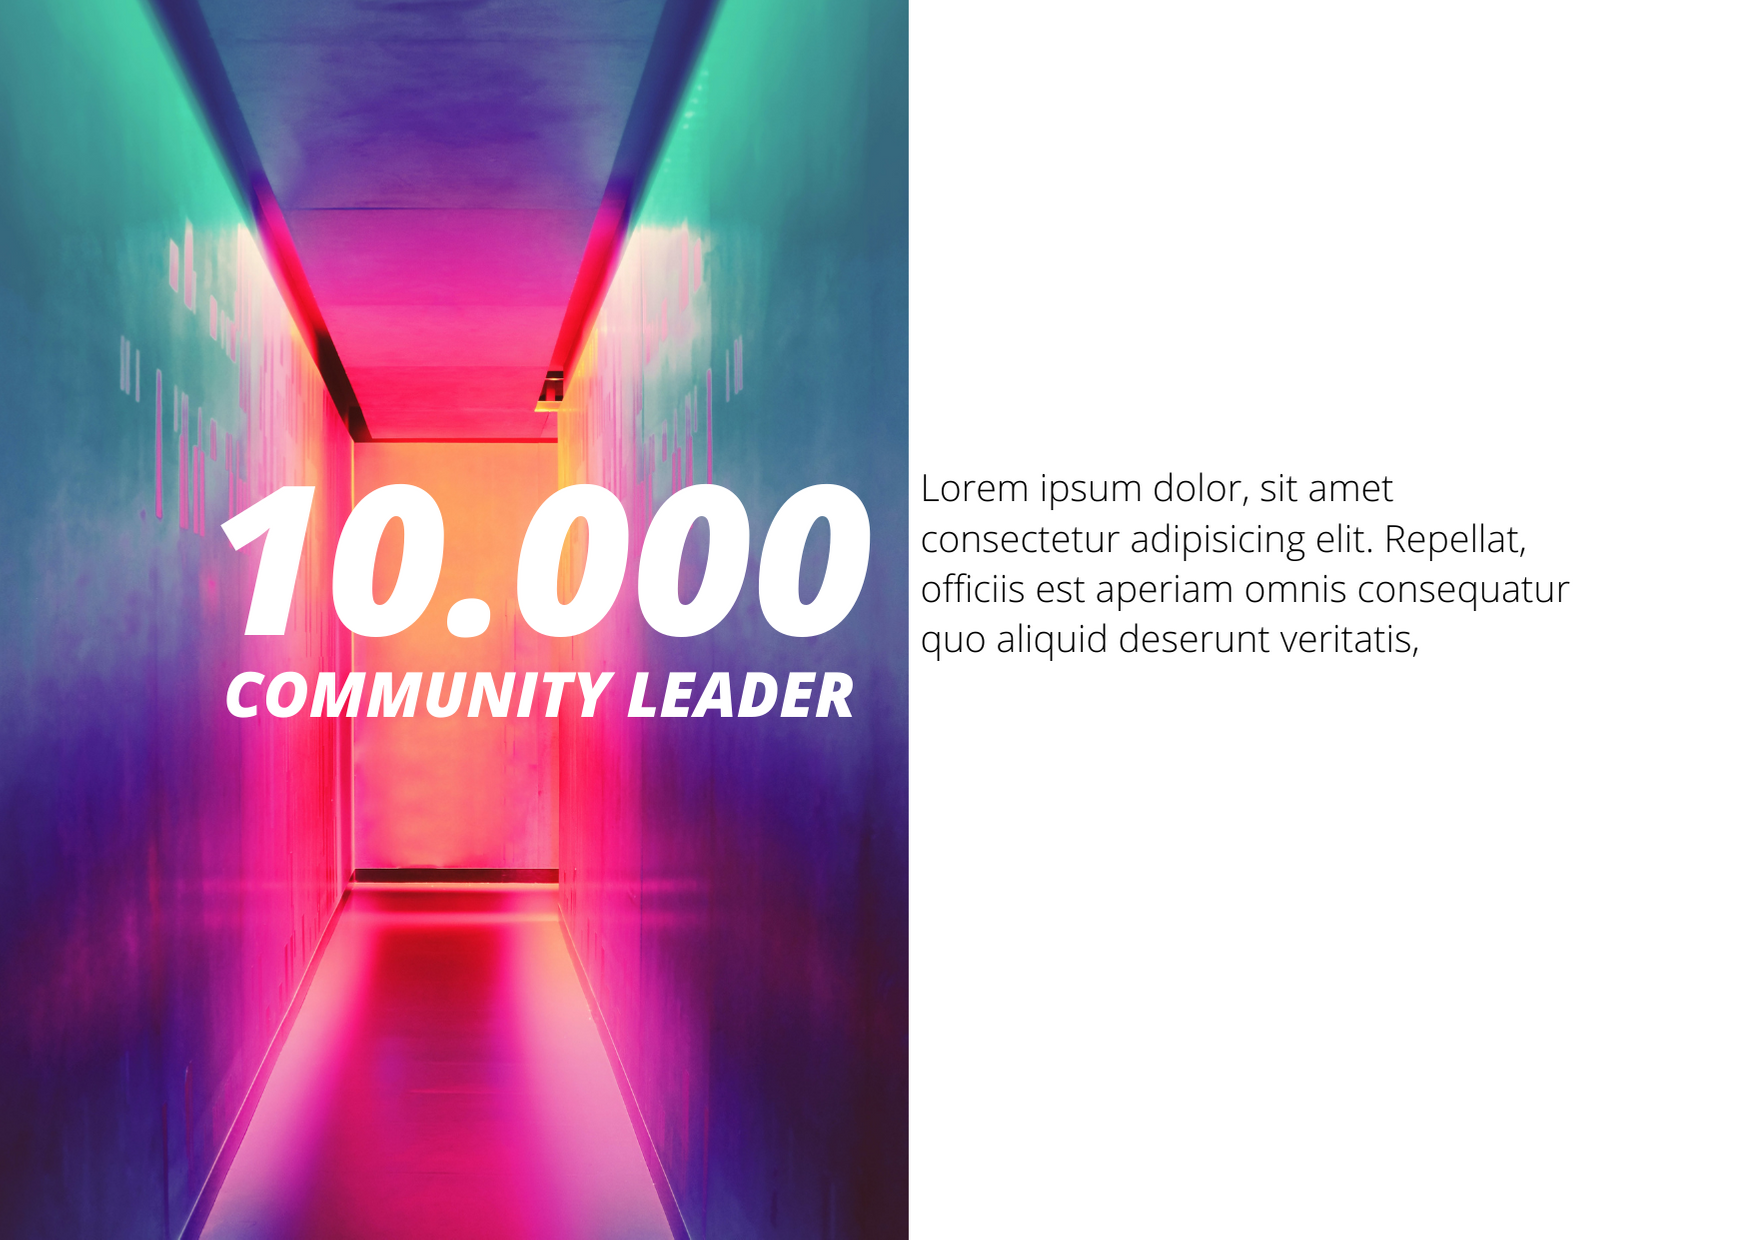 10.000
COMMUNITY LEADER
Lorem ipsum dolor, sit amet
consectetur adipisicing elit. Repellat,
officiis est aperiam omnis consequatur
quo aliquid deserunt veritatis,